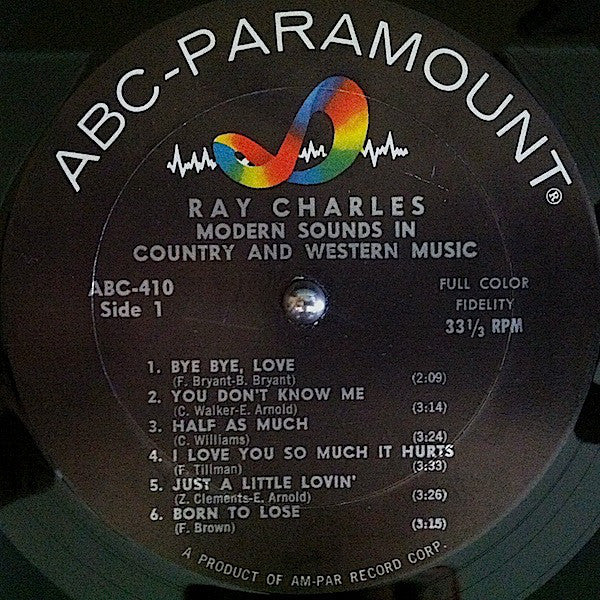 ABC-PARAMOUNT®
RAY CHARLES
MODERN SOUNDS IN
COUNTRY AND WESTERN MUSIC
ABC-410
Side 1
FULL COLOR
FIDELITY
33 1/3 RPM
1. BYE BYE, LOVE
(F. Bryant-B. Bryant) (2:09)
2. YOU DON'T KNOW ME
(C. Walker-E. Arnold) (3:14)
3. HALF AS MUCH
(C. Williams) (3:24)
4. I LOVE YOU SO MUCH IT HURTS
(F. Tillman) (3:33)
5. JUST A LITTLE LOVIN'
(Z. Clements-E. Arnold) (3:26)
6. BORN TO LOSE
(F. Brown) (3:15)
A PRODUCT OF AM-PAR RECORD CORP.